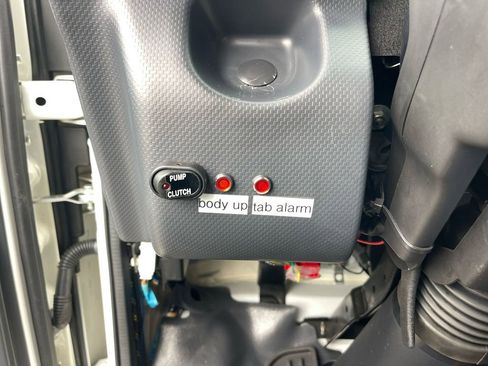 PUMP
CLUTCH
body up tab alarm